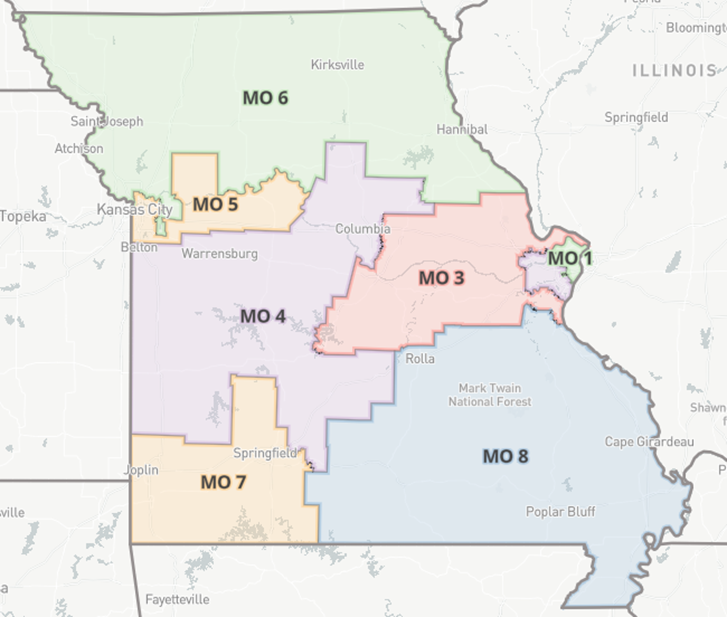 Bloomingt
ILLINOIS
Kirksville
MO 6
Springfield
Saint Joseph
Hannibal
Atchison
MO 5
Kansas City
Topeka
Columbia
Belton
Warrensburg
MO 1
MO 3
MO 4
Rolla
Mark Twain
National Forest
Shawn
Cape Girardeau
Springfield
MO 8
Joplin
MO 7
Poplar Bluff
ville
Fayetteville